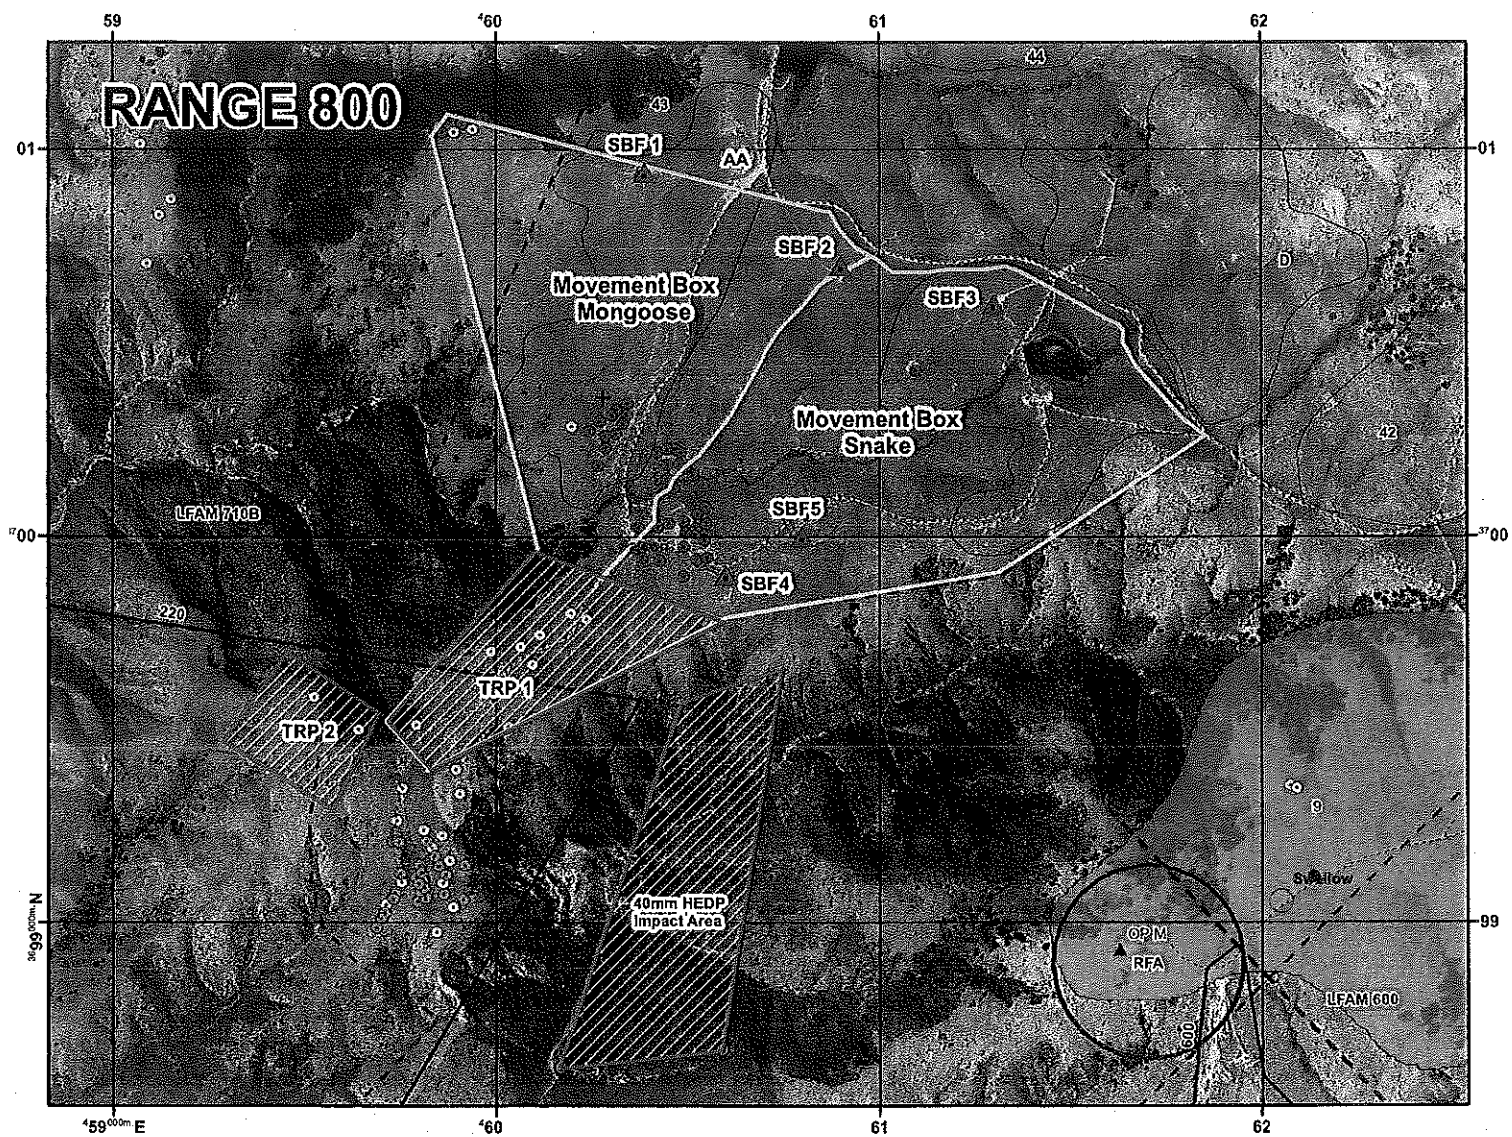 59
⁴60
61
62
RANGE 800
44
43
01
SBF 1
AA
01
SBF 2
D
Movement Box
Mongoose
SBF3
Movement Box
Snake
42
LFAM 710B
SBF5
³⁷00
SBF4
220
TRP 1
TRP 2
9
Swallow
40mm HEDP
Impact Area
³⁶99⁰⁰⁰ᵐ·N
99
OP M
RFA
LFAM 600
600
⁴59⁰⁰⁰ᵐ·E
⁴60
61
62